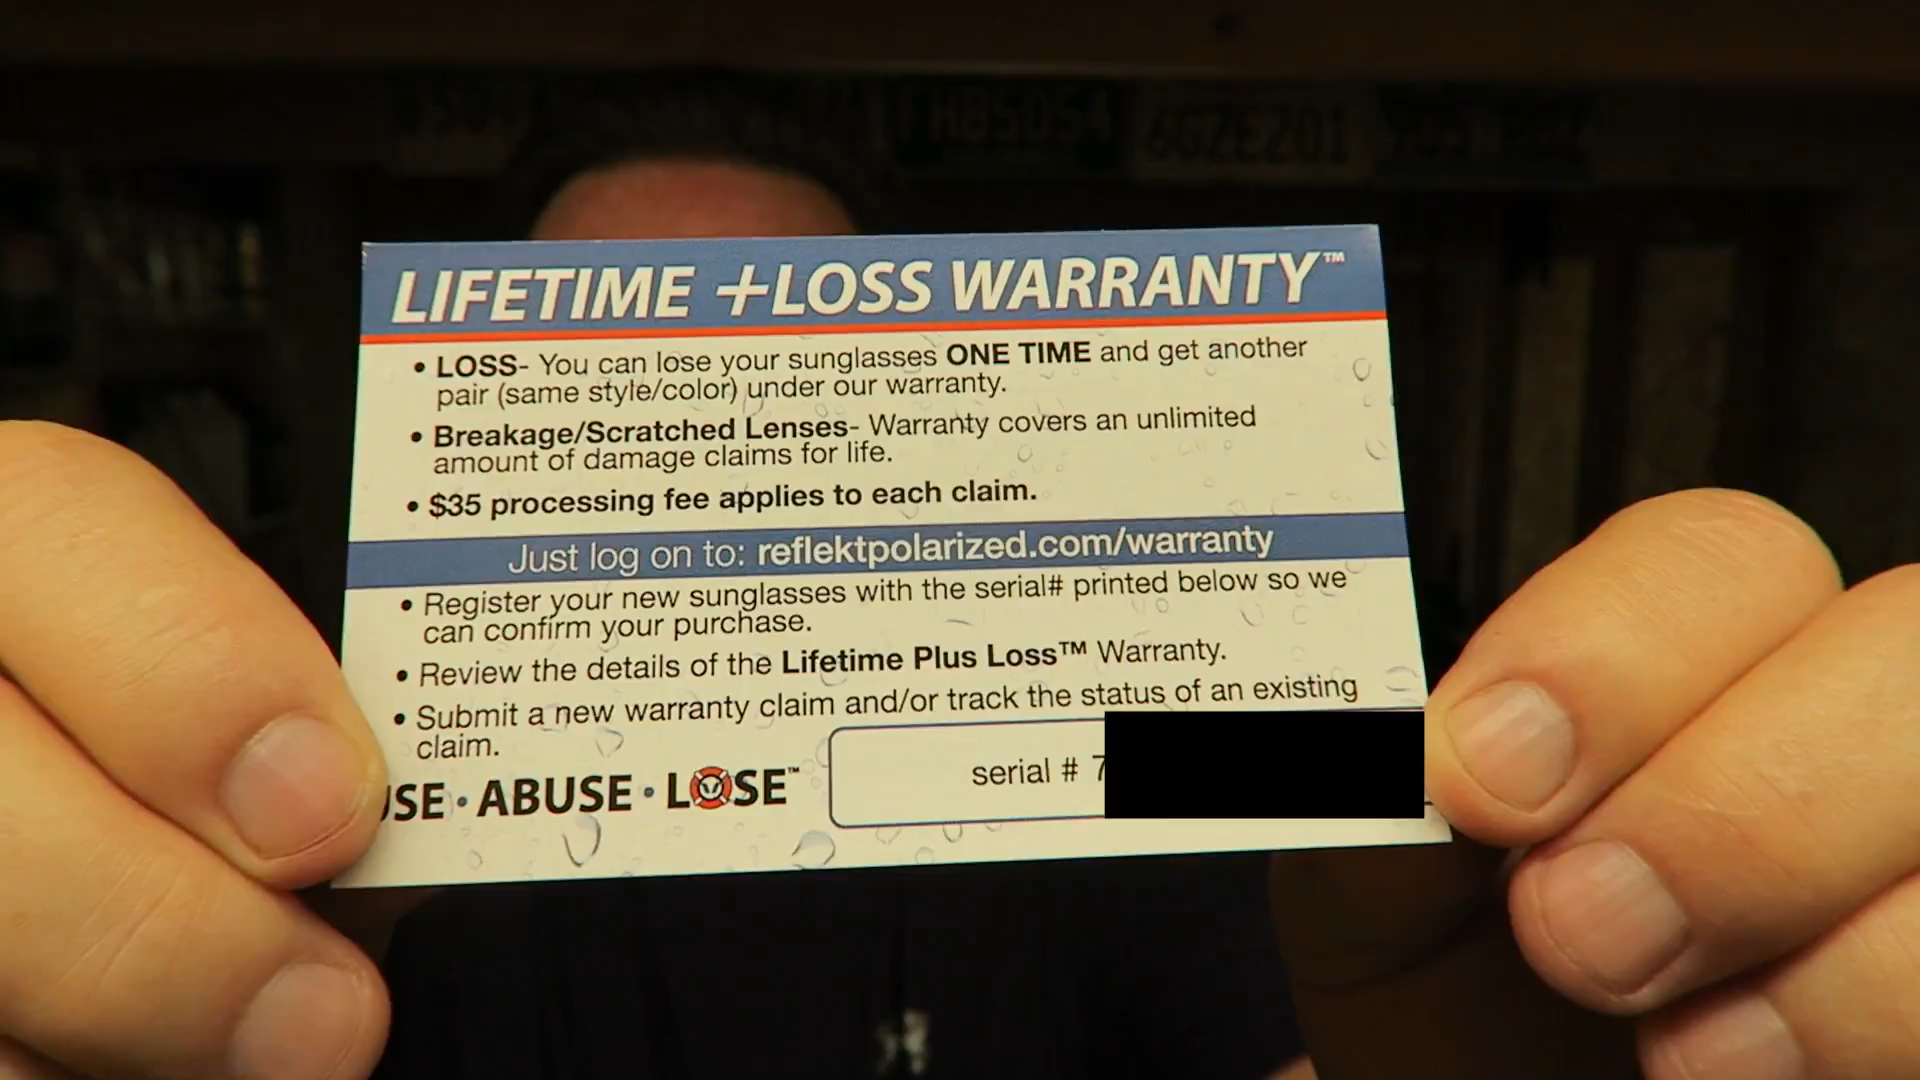 FHB5054 6GZE201
LIFETIME +LOSS WARRANTY™
• LOSS- You can lose your sunglasses ONE TIME and get another
pair (same style/color) under our warranty.
• Breakage/Scratched Lenses- Warranty covers an unlimited
amount of damage claims for life.
• $35 processing fee applies to each claim.
Just log on to: reflektpolarized.com/warranty
• Register your new sunglasses with the serial# printed below so we
can confirm your purchase.
• Review the details of the Lifetime Plus Loss™ Warranty.
• Submit a new warranty claim and/or track the status of an existing
claim.
USE • ABUSE • LOSE™
serial # 7